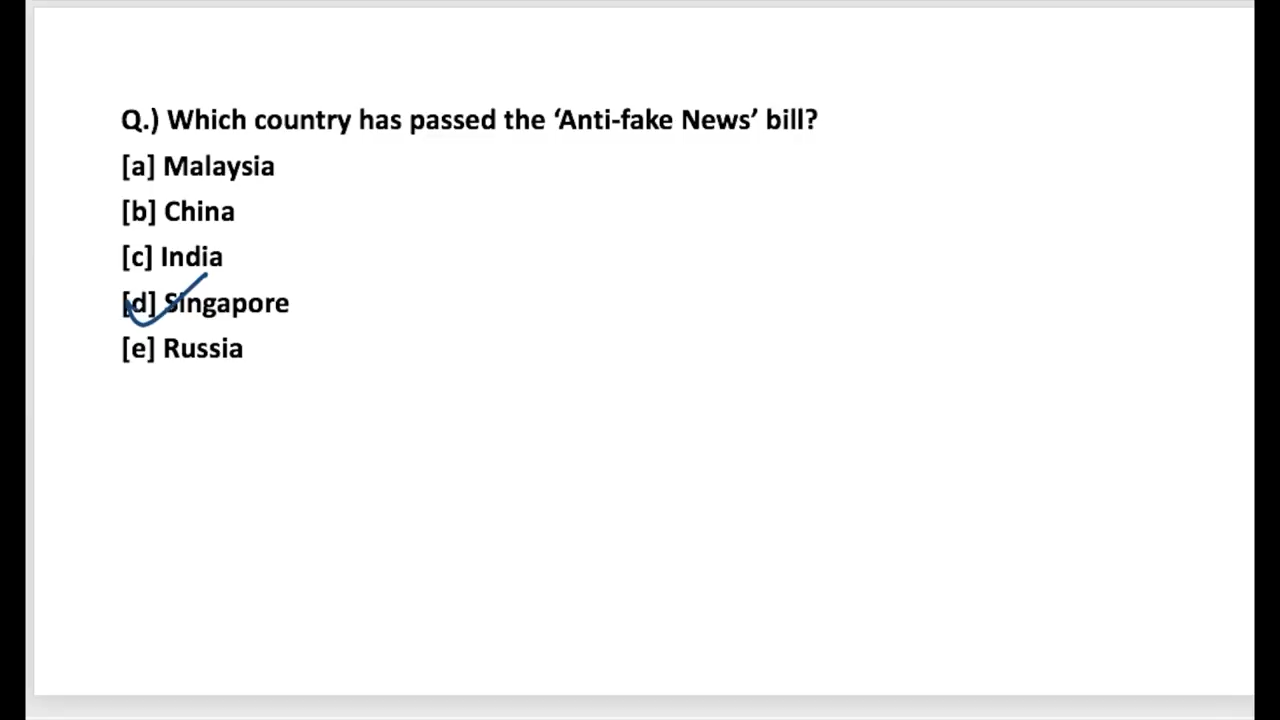 Q.) Which country has passed the ‘Anti-fake News’ bill?
[a] Malaysia
[b] China
[c] India
[d] Singapore
[e] Russia